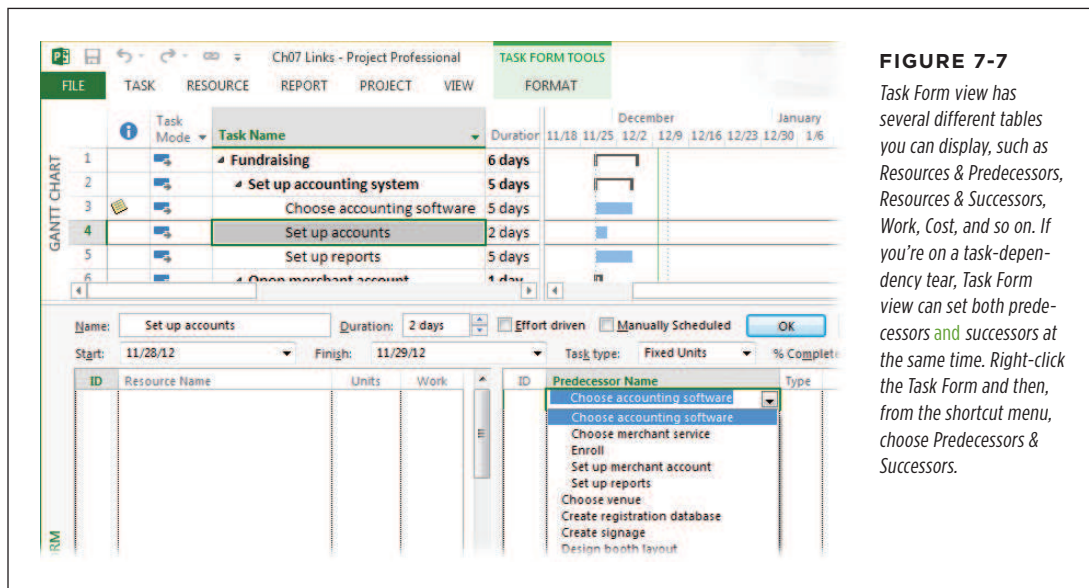 Ch07 Links - Project Professional
TASK FORM TOOLS
FILE TASK RESOURCE REPORT PROJECT VIEW FORMAT
Task Mode
Task Name
Duration
December January
11/18 11/25 12/2 12/9 12/16 12/23 12/30 1/6
GANTT CHART
1 Fundraising 6 days
2 Set up accounting system 5 days
3 Choose accounting software 5 days
4 Set up accounts 2 days
5 Set up reports 5 days
6 Open merchant account 1 day
Name: Set up accounts Duration: 2 days Effort driven Manually Scheduled OK
Start: 11/28/12 Finish: 11/29/12 Task type: Fixed Units % Complete
ID Resource Name Units Work
ID Predecessor Name Type
Choose accounting software
Choose accounting software
Choose merchant service
Enroll
Set up merchant account
Set up reports
Choose venue
Create registration database
Create signage
Design booth layout
ORM
FIGURE 7-7
Task Form view has
several different tables
you can display, such as
Resources & Predecessors,
Resources & Successors,
Work, Cost, and so on. If
you're on a task-depen-
dency tear, Task Form
view can set both prede-
cessors and successors at
the same time. Right-click
the Task Form and then,
from the shortcut menu,
choose Predecessors &
Successors.